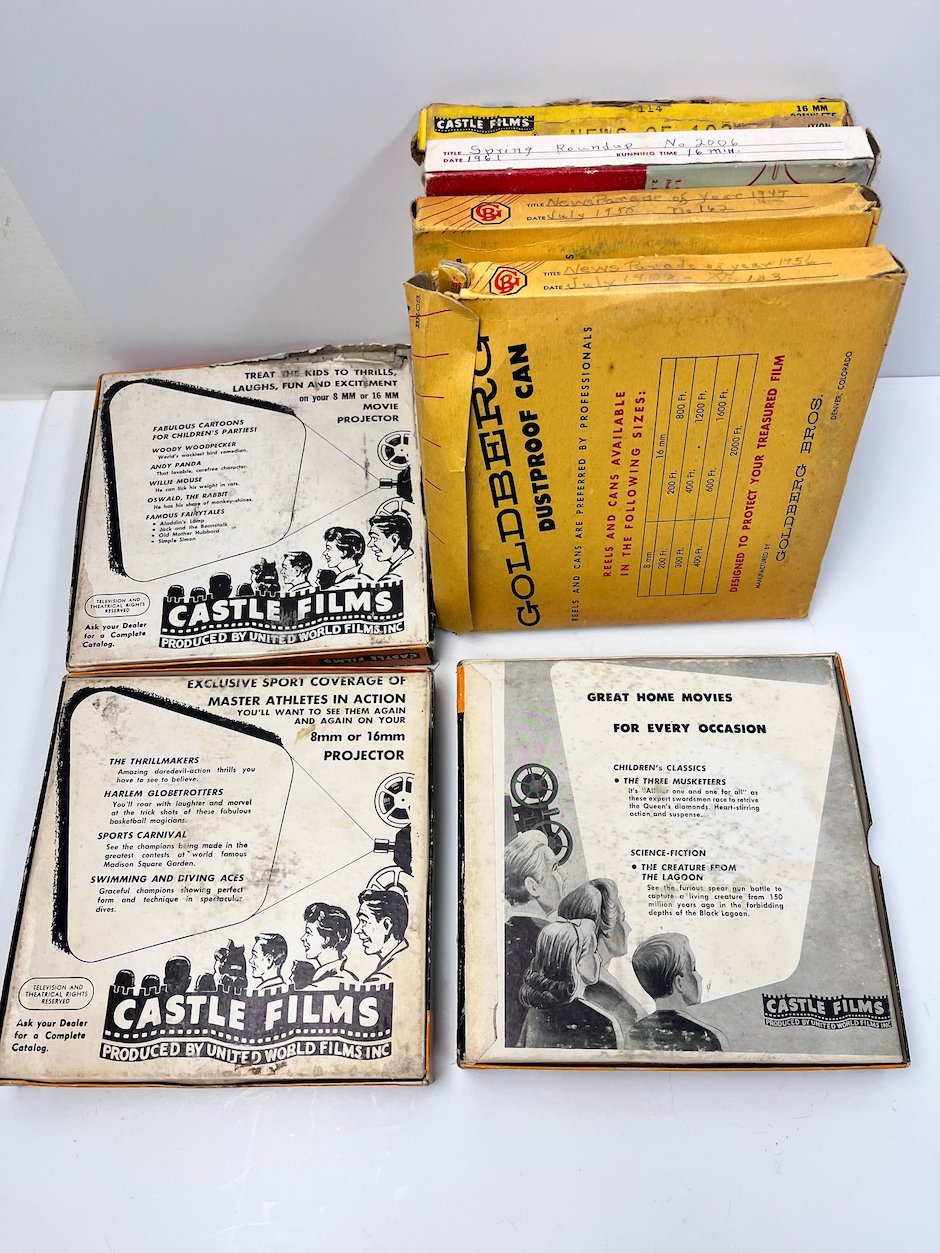 114
16 MM
COMPLETE
CASTLE FILMS
NEWS OF
TITLE Spring Roundup No 2006
DATE 1961 RUNNING TIME 16 min.
GB
TITLE News Parade of Year 1945
DATE July 1958 No 162
GB
TITLE News Parade of year 1956
DATE July 183
BROS
GOLDBERG
DUSTPROOF CAN
REELS AND CANS ARE PREFERRED BY PROFESSIONALS
REELS AND CANS AVAILABLE
IN THE FOLLOWING SIZES:
8 mm 16 mm
200 Ft. 200 Ft. 800 Ft.
300 Ft. 400 Ft. 1200 Ft.
400 Ft. 600 Ft. 1600 Ft.
2000 Ft.
DESIGNED TO PROTECT YOUR TREASURED FILM
MANUFACTURED BY
GOLDBERG BROS.
DENVER, COLORADO
TREAT THE KIDS TO THRILLS,
LAUGHS, FUN AND EXCITEMENT
on your 8 MM or 16 MM
MOVIE
PROJECTOR
FABULOUS CARTOONS
FOR CHILDREN'S PARTIES!
WOODY WOODPECKER
World's wackiest bird comedian.
ANDY PANDA
That lovable, carefree character.
WILLIE MOUSE
He can lick his weight in rats.
OSWALD, THE RABBIT
He has his share of monkey-shines.
FAMOUS FAIRYTALES
• Aladdin's Lamp
• Jack and the Beanstalk
• Old Mother Hubbard
• Simple Simon
TELEVISION AND
THEATRICAL RIGHTS
RESERVED
Ask your Dealer
for a Complete
Catalog.
CASTLE FILMS
PRODUCED BY UNITED WORLD FILMS, INC
CASTLE FILMS
EXCLUSIVE SPORT COVERAGE OF
MASTER ATHLETES IN ACTION
YOU'LL WANT TO SEE THEM AGAIN
AND AGAIN ON YOUR
8mm or 16mm
PROJECTOR
THE THRILLMAKERS
Amazing daredevil-action thrills you
have to see to believe.
HARLEM GLOBETROTTERS
You'll roar with laughter and marvel
at the trick shots of these fabulous
basketball magicians.
SPORTS CARNIVAL
See the champions being made in the
greatest contests at world famous
Madison Square Garden.
SWIMMING AND DIVING ACES
Graceful champions showing perfect
form and technique in spectacular
dives.
TELEVISION AND
THEATRICAL RIGHTS
RESERVED
Ask your Dealer
for a Complete
Catalog.
CASTLE FILMS
PRODUCED BY UNITED WORLD FILMS, INC
GREAT HOME MOVIES
FOR EVERY OCCASION
CHILDREN'S CLASSICS
• THE THREE MUSKETEERS
It's "All for one and one for all" as
these expert swordsmen race to retrive
the Queen's diamonds. Heart-stirring
action and suspense.
SCIENCE-FICTION
• THE CREATURE FROM
THE LAGOON
See the furious spear gun battle to
capture a living creature from 150
million years ago in the forbidding
depths of the Black Lagoon.
CASTLE FILMS
PRODUCED BY UNITED WORLD FILMS, INC